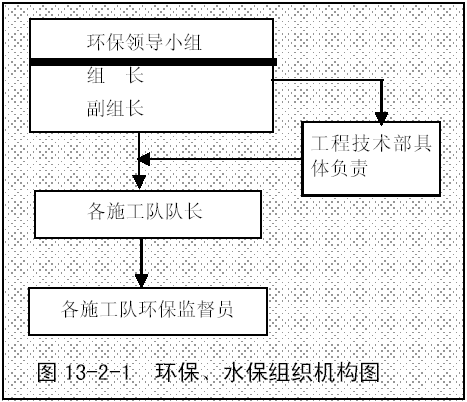 环保领导小组
组　长
副组长
工程技术部具
体负责
各施工队队长
各施工队环保监督员
图 13-2-1　环保、水保组织机构图